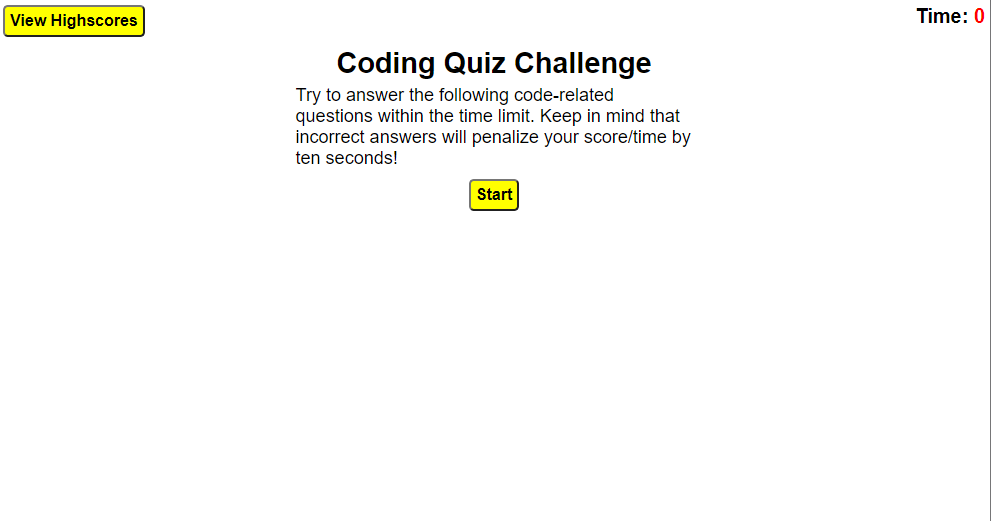 View Highscores
Time: 0
Coding Quiz Challenge
Try to answer the following code-related
questions within the time limit. Keep in mind that
incorrect answers will penalize your score/time by
ten seconds!
Start